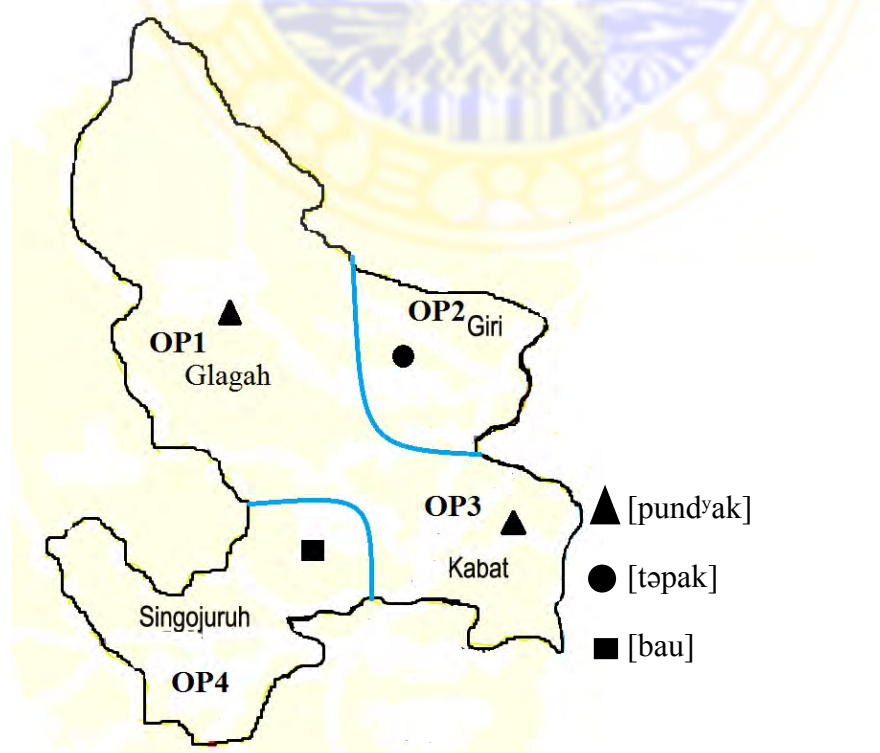 OP2
Giri
OP1
Glagah
OP3
Kabat
[pundʸak]
[təpak]
[bau]
Singojuruh
OP4